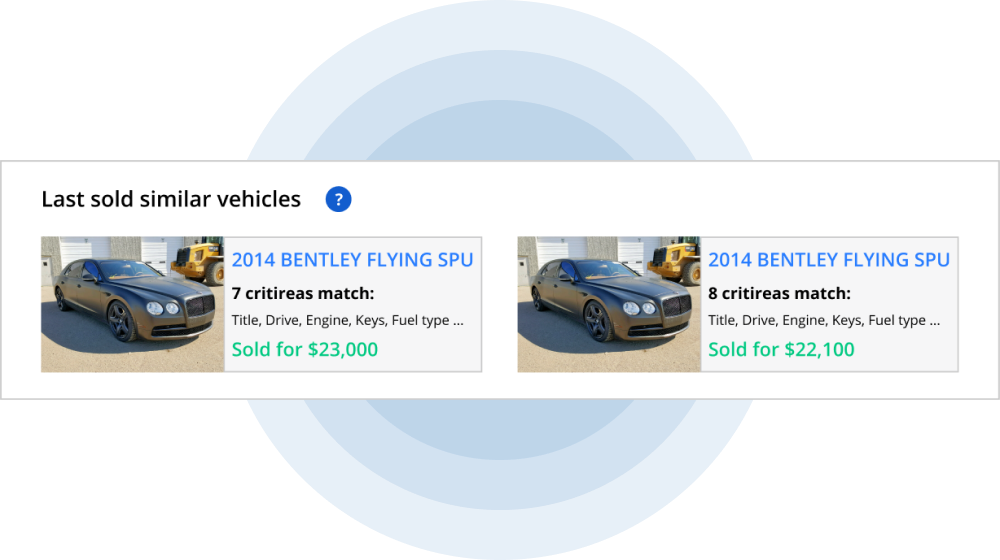 Last sold similar vehicles ?
2014 BENTLEY FLYING SPU
7 critireas match:
Title, Drive, Engine, Keys, Fuel type ...
Sold for $23,000
2014 BENTLEY FLYING SPU
8 critireas match:
Title, Drive, Engine, Keys, Fuel type ...
Sold for $22,100